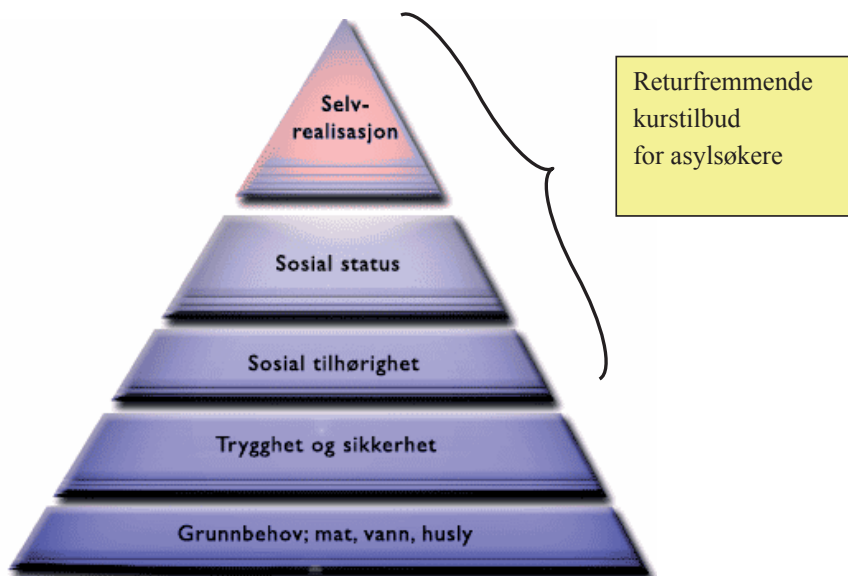 Selv-
realisasjon
Sosial status
Sosial tilhørighet
Trygghet og sikkerhet
Grunnbehov; mat, vann, husly
Returfremmende
kurstilbud
for asylsøkere